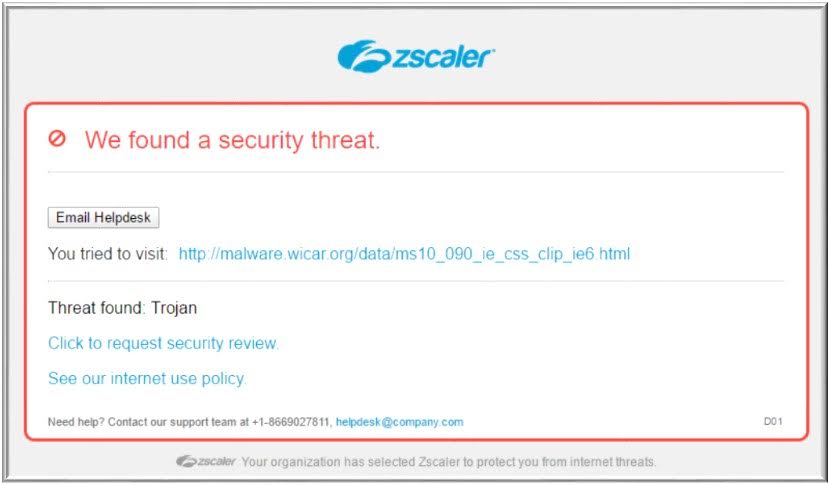 zscaler
We found a security threat.
Email Helpdesk
You tried to visit: http://malware.wicar.org/data/ms10_090_ie_css_clip_ie6.html
Threat found: Trojan
Click to request security review.
See our internet use policy.
Need help? Contact our support team at +1-8669027811, helpdesk@company.com D01
zscaler Your organization has selected Zscaler to protect you from internet threats.